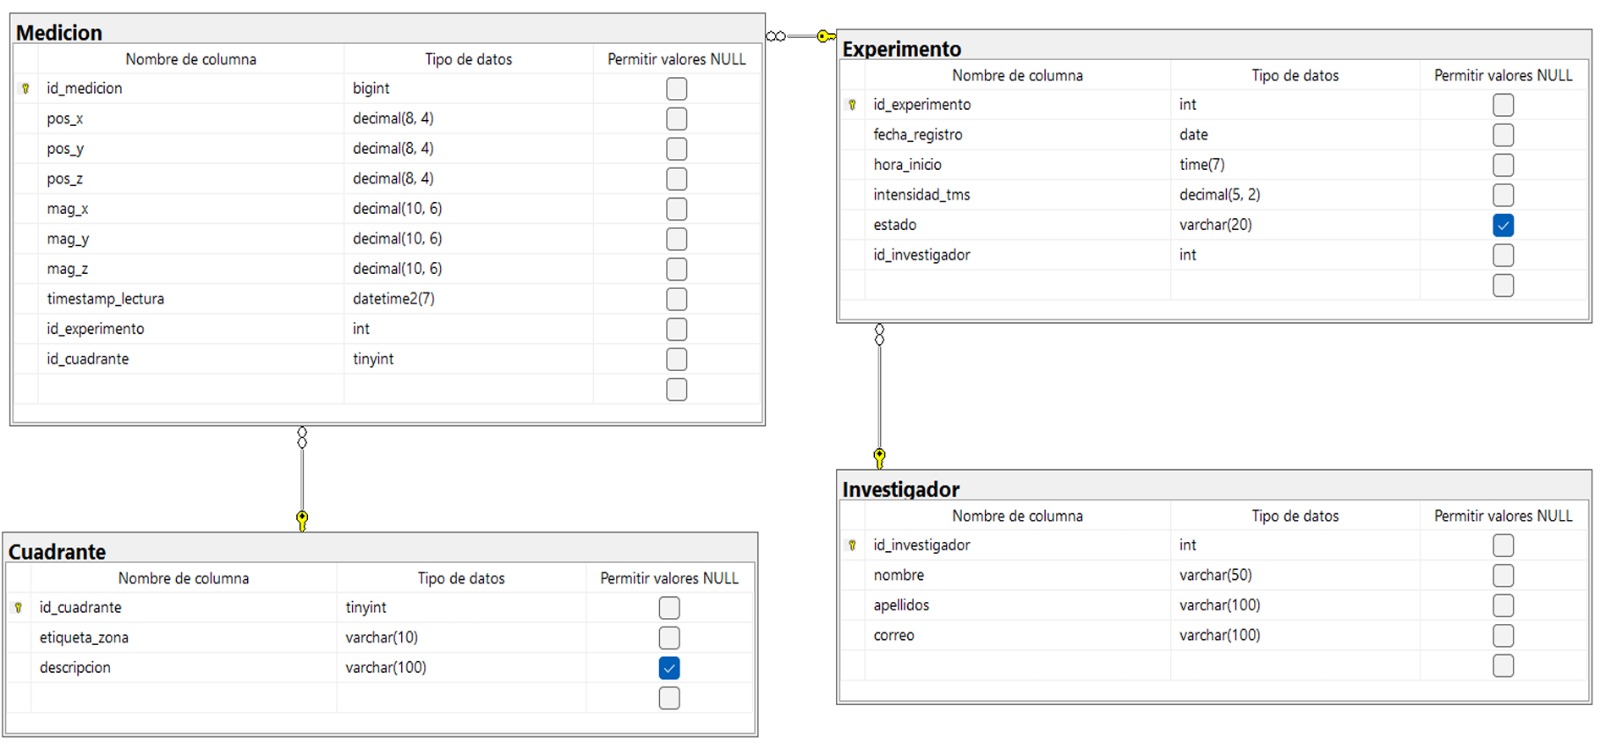 Medicion
Nombre de columna Tipo de datos Permitir valores NULL
id_medicion bigint
pos_x decimal(8, 4)
pos_y decimal(8, 4)
pos_z decimal(8, 4)
mag_x decimal(10, 6)
mag_y decimal(10, 6)
mag_z decimal(10, 6)
timestamp_lectura datetime2(7)
id_experimento int
id_cuadrante tinyint
Experimento
Nombre de columna Tipo de datos Permitir valores NULL
id_experimento int
fecha_registro date
hora_inicio time(7)
intensidad_tms decimal(5, 2)
estado varchar(20)
id_investigador int
Cuadrante
Nombre de columna Tipo de datos Permitir valores NULL
id_cuadrante tinyint
etiqueta_zona varchar(10)
descripcion varchar(100)
Investigador
Nombre de columna Tipo de datos Permitir valores NULL
id_investigador int
nombre varchar(50)
apellidos varchar(100)
correo varchar(100)